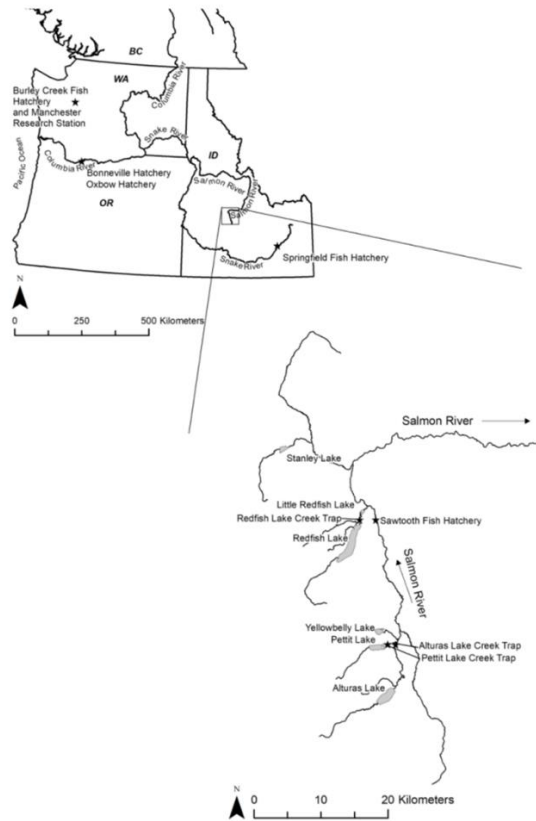 BC
WA
Burley Creek Fish
Hatchery
and Manchester
Research Station
Columbia River
Pacific Ocean
Snake River
ID
Columbia River
Bonneville Hatchery
Oxbow Hatchery
Salmon River
Salmon River
OR
Springfield Fish Hatchery
Snake River
N
0 250 500 Kilometers
Salmon River
Stanley Lake
Little Redfish Lake
Redfish Lake Creek Trap
Sawtooth Fish Hatchery
Redfish Lake
Salmon River
Yellowbelly Lake
Pettit Lake
Alturas Lake Creek Trap
Pettit Lake Creek Trap
Alturas Lake
N
0 10 20 Kilometers